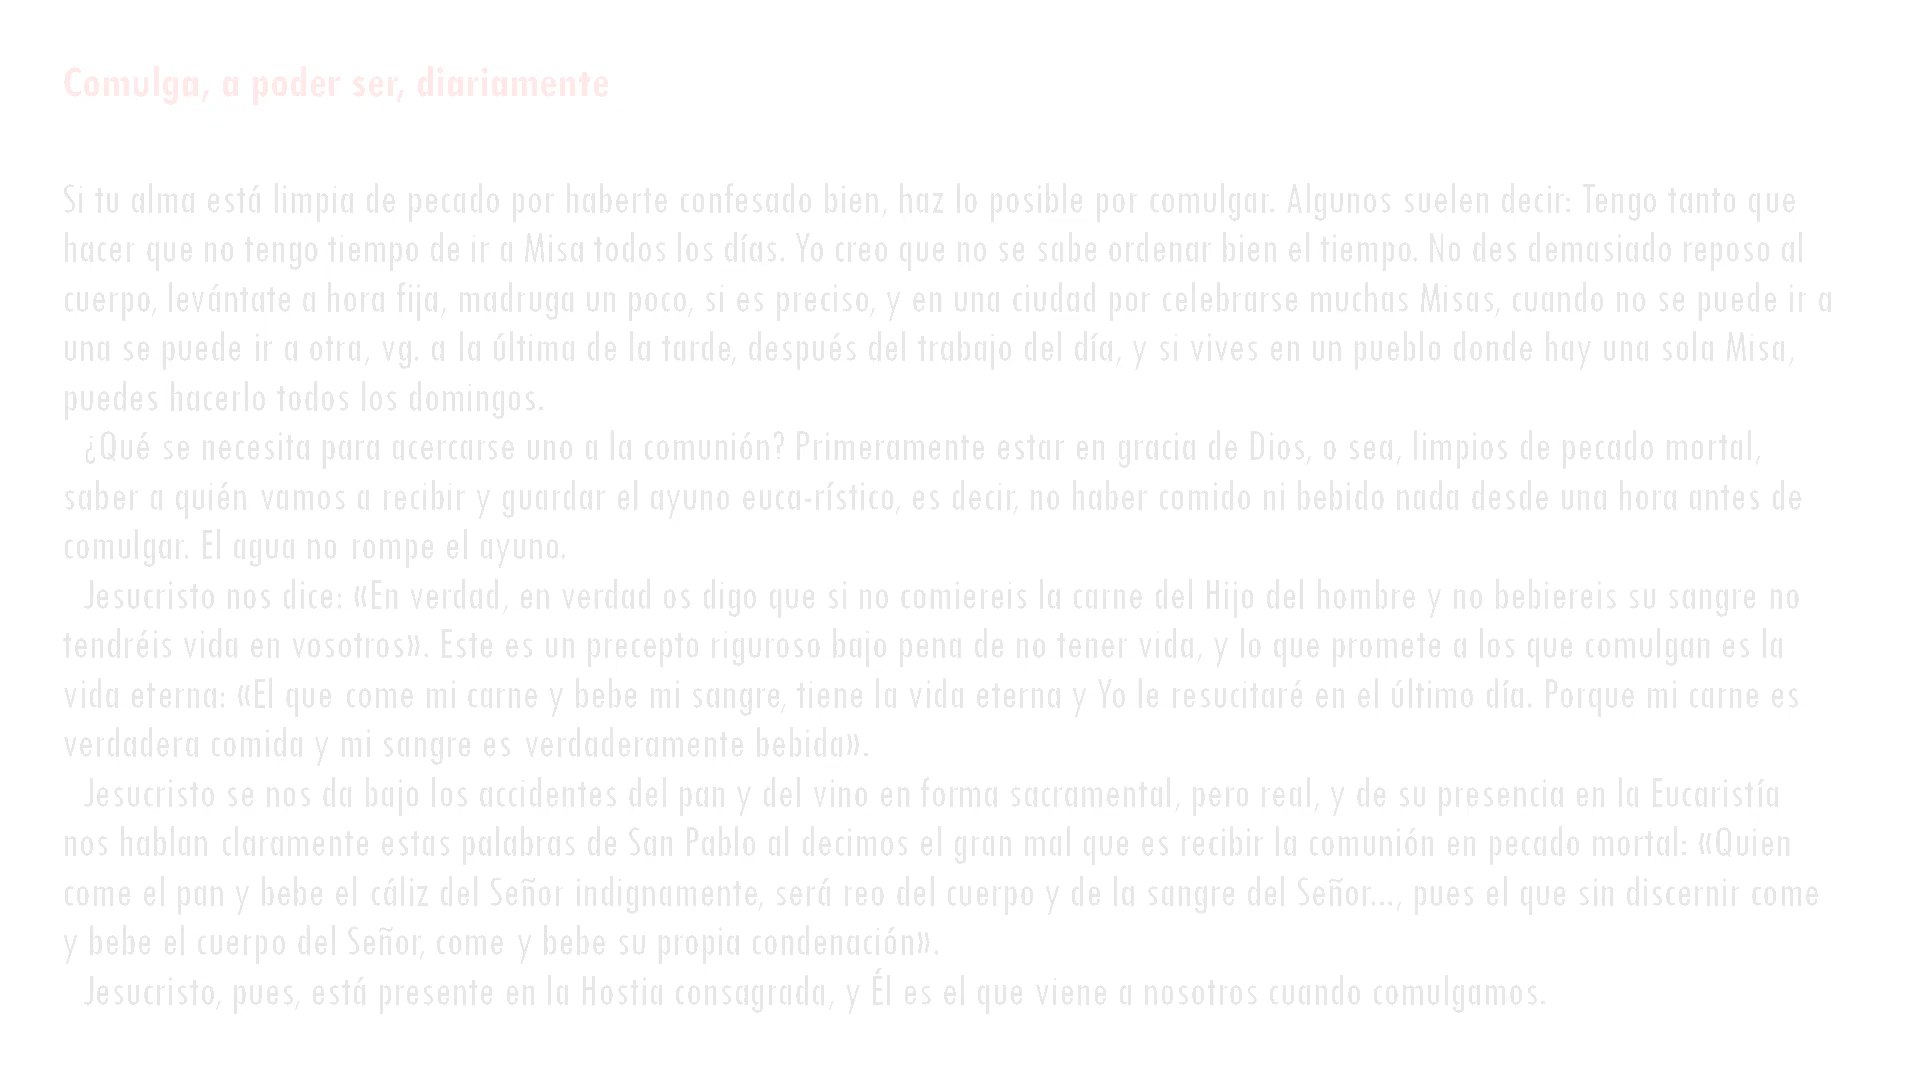 Comulga, a poder ser, diariamente
Si tu alma está limpia de pecado por haberte confesado bien, haz lo posible por comulgar. Algunos suelen decir: Tengo tanto que
hacer que no tengo tiempo de ir a Misa todos los días. Yo creo que no se sabe ordenar bien el tiempo. No des demasiado reposo al
cuerpo, levántate a hora fija, madruga un poco, si es preciso, y en una ciudad por celebrarse muchas Misas, cuando no se puede ir a
una se puede ir a otra, vg. a la última de la tarde, después del trabajo del día, y si vives en un pueblo donde hay una sola Misa,
puedes hacerlo todos los domingos.
¿Qué se necesita para acercarse uno a la comunión? Primeramente estar en gracia de Dios, o sea, limpios de pecado mortal,
saber a quién vamos a recibir y guardar el ayuno euca-rístico, es decir, no haber comido ni bebido nada desde una hora antes de
comulgar. El agua no rompe el ayuno.
Jesucristo nos dice: «En verdad, en verdad os digo que si no comiereis la carne del Hijo del hombre y no bebiereis su sangre no
tendréis vida en vosotros». Este es un precepto riguroso bajo pena de no tener vida, y lo que promete a los que comulgan es la
vida eterna: «El que come mi carne y bebe mi sangre, tiene la vida eterna y Yo le resucitaré en el último día. Porque mi carne es
verdadera comida y mi sangre es verdaderamente bebida».
Jesucristo se nos da bajo los accidentes del pan y del vino en forma sacramental, pero real, y de su presencia en la Eucaristía
nos hablan claramente estas palabras de San Pablo al decimos el gran mal que es recibir la comunión en pecado mortal: «Quien
come el pan y bebe el cáliz del Señor indignamente, será reo del cuerpo y de la sangre del Señor..., pues el que sin discernir come
y bebe el cuerpo del Señor, come y bebe su propia condenación».
Jesucristo, pues, está presente en la Hostia consagrada, y Él es el que viene a nosotros cuando comulgamos.